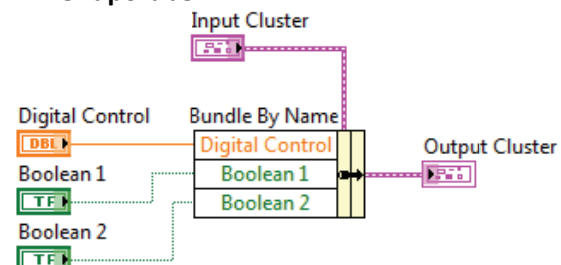 Input Cluster
Digital Control
Bundle By Name
DBL
Digital Control
Output Cluster
Boolean 1
Boolean 1
TF
Boolean 2
Boolean 2
TF